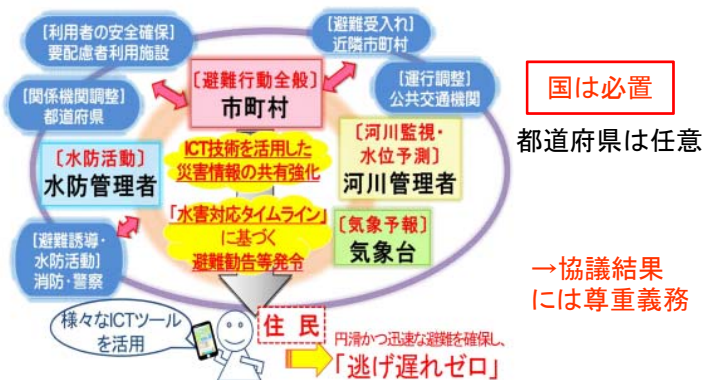 ［利用者の安全確保］
要配慮者利用施設
［避難受入れ］
近隣市町村
［避難行動全般］
市町村
［運行調整］
公共交通機関
［関係機関調整］
都道府県
国は必置
都道府県は任意
［水防活動］
水防管理者
ICT技術を活用した
災害情報の共有強化
［河川監視・
水位予測］
河川管理者
「水害対応タイムライン」
に基づく
避難勧告等発令
［気象予報］
気象台
［避難誘導・
水防活動］
消防・警察
→協議結果
には尊重義務
様々なICTツール
を活用
住 民
円滑かつ迅速な避難を確保し、
「逃げ遅れゼロ」